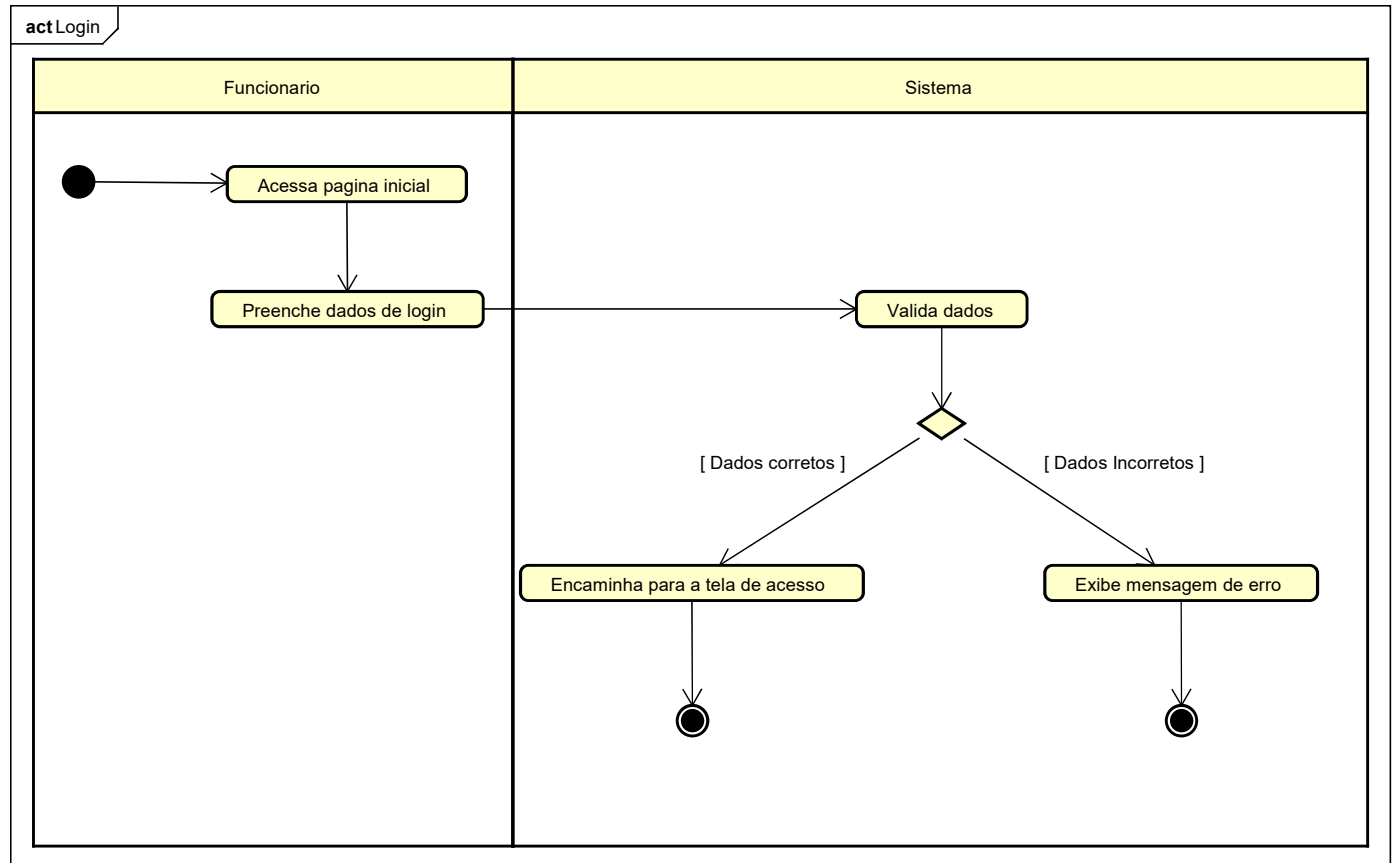 act Login
Funcionario
Sistema
Acessa pagina inicial
Preenche dados de login
Valida dados
[ Dados corretos ]
[ Dados Incorretos ]
Encaminha para a tela de acesso
Exibe mensagem de erro